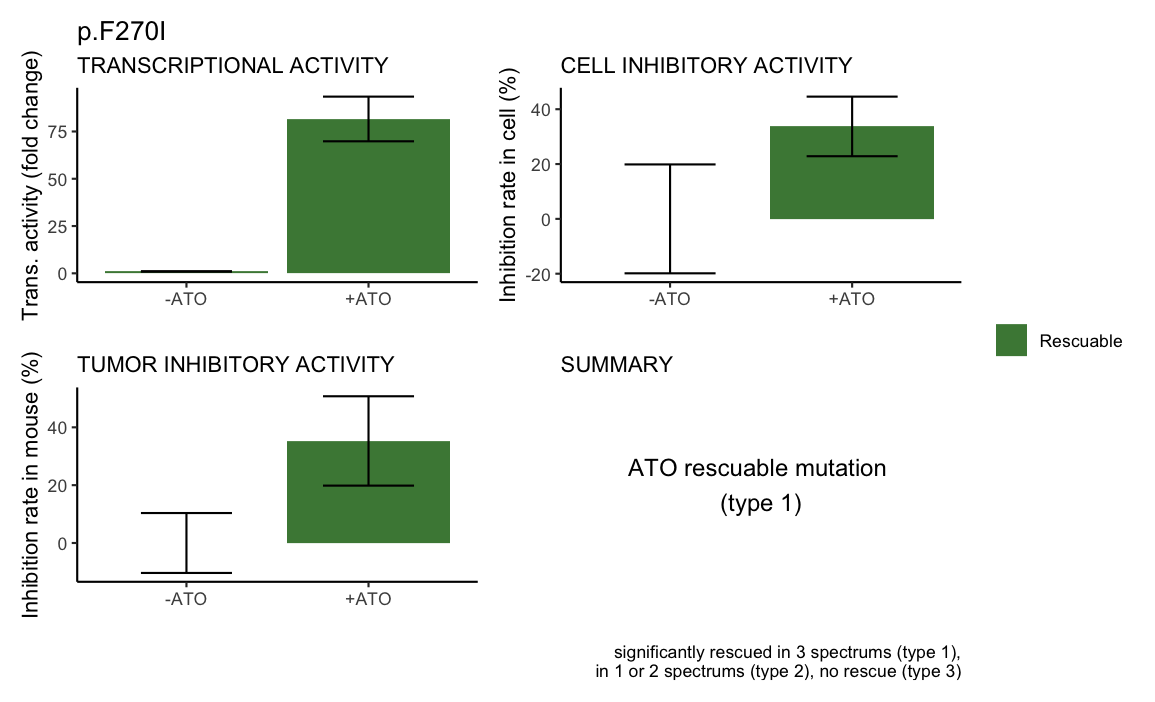 p.F270I
TRANSCRIPTIONAL ACTIVITY
Trans. activity (fold change)
75
50
25
0
-ATO
+ATO
CELL INHIBITORY ACTIVITY
Inhibition rate in cell (%)
40
20
0
-20
-ATO
+ATO
Rescuable
TUMOR INHIBITORY ACTIVITY
Inhibition rate in mouse (%)
40
20
0
-ATO
+ATO
SUMMARY
ATO rescuable mutation
(type 1)
significantly rescued in 3 spectrums (type 1),
in 1 or 2 spectrums (type 2), no rescue (type 3)